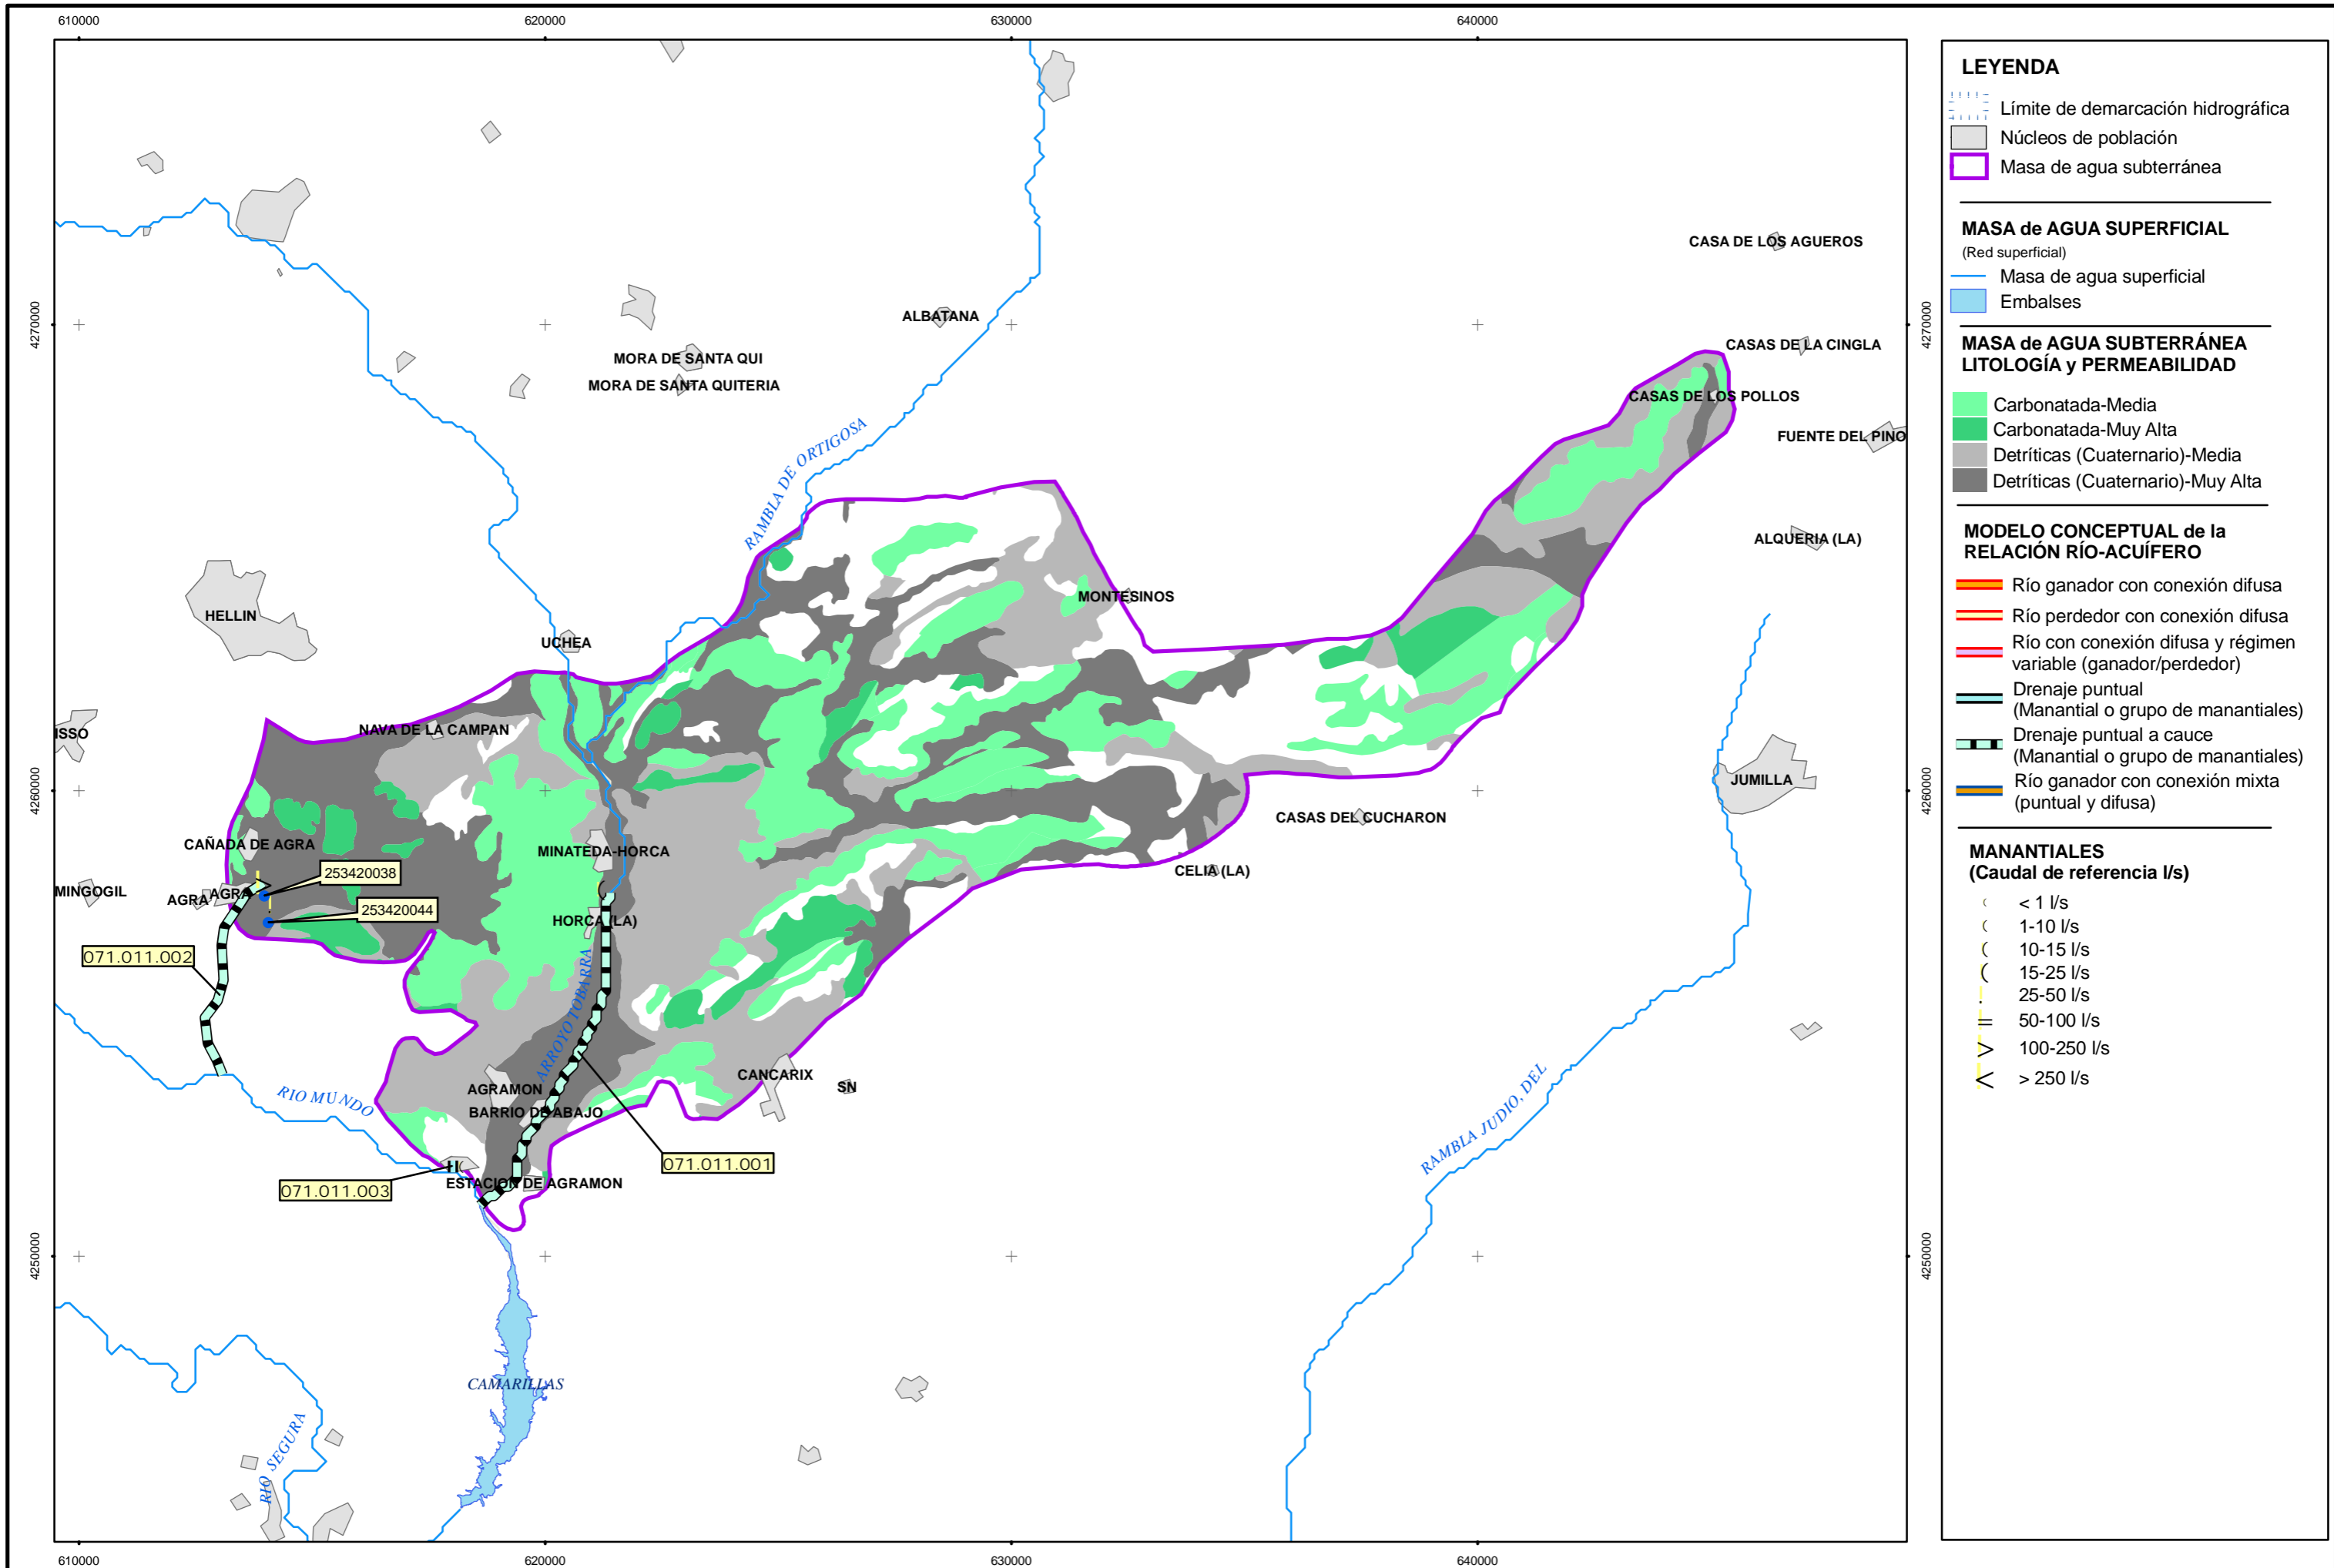 610000
620000
630000
640000
4270000
4260000
4250000
4270000
4260000
4250000
610000
620000
630000
640000
CASA DE LOS AGUEROS
ALBATANA
CASAS DE LA CINGLA
MORA DE SANTA QUI
MORA DE SANTA QUITERIA
CASAS DE LOS POLLOS
RAMBLA DE ORTIGOSA
FUENTE DEL PINO
ALQUERIA (LA)
MONTESINOS
HELLIN
UCHEA
NAVA DE LA CAMPAN
ISSO
JUMILLA
CASAS DEL CUCHARON
CAÑADA DE AGRA
MINATEDA-HORCA
CELIA (LA)
253420038
MINGOGIL
AGRA
AGRA
253420044
HORCA (LA)
071.011.002
ARROYO TOBARRA
CANCARIX
SN
AGRAMON
RIO MUNDO
BARRIO DE ABAJO
071.011.001
RAMBLA JUDIO, DEL
ESTACION DE AGRAMON
071.011.003
CAMARILLAS
RIO SEGURA
LEYENDA
Límite de demarcación hidrográfica
Núcleos de población
Masa de agua subterránea
MASA de AGUA SUPERFICIAL
(Red superficial)
Masa de agua superficial
Embalses
MASA de AGUA SUBTERRÁNEA
LITOLOGÍA y PERMEABILIDAD
Carbonatada-Media
Carbonatada-Muy Alta
Detríticas (Cuaternario)-Media
Detríticas (Cuaternario)-Muy Alta
MODELO CONCEPTUAL de la
RELACIÓN RÍO-ACUÍFERO
Río ganador con conexión difusa
Río perdedor con conexión difusa
Río con conexión difusa y régimen
variable (ganador/perdedor)
Drenaje puntual
(Manantial o grupo de manantiales)
Drenaje puntual a cauce
(Manantial o grupo de manantiales)
Río ganador con conexión mixta
(puntual y difusa)
MANANTIALES
(Caudal de referencia l/s)
< 1 l/s
1-10 l/s
10-15 l/s
15-25 l/s
25-50 l/s
50-100 l/s
100-250 l/s
> 250 l/s